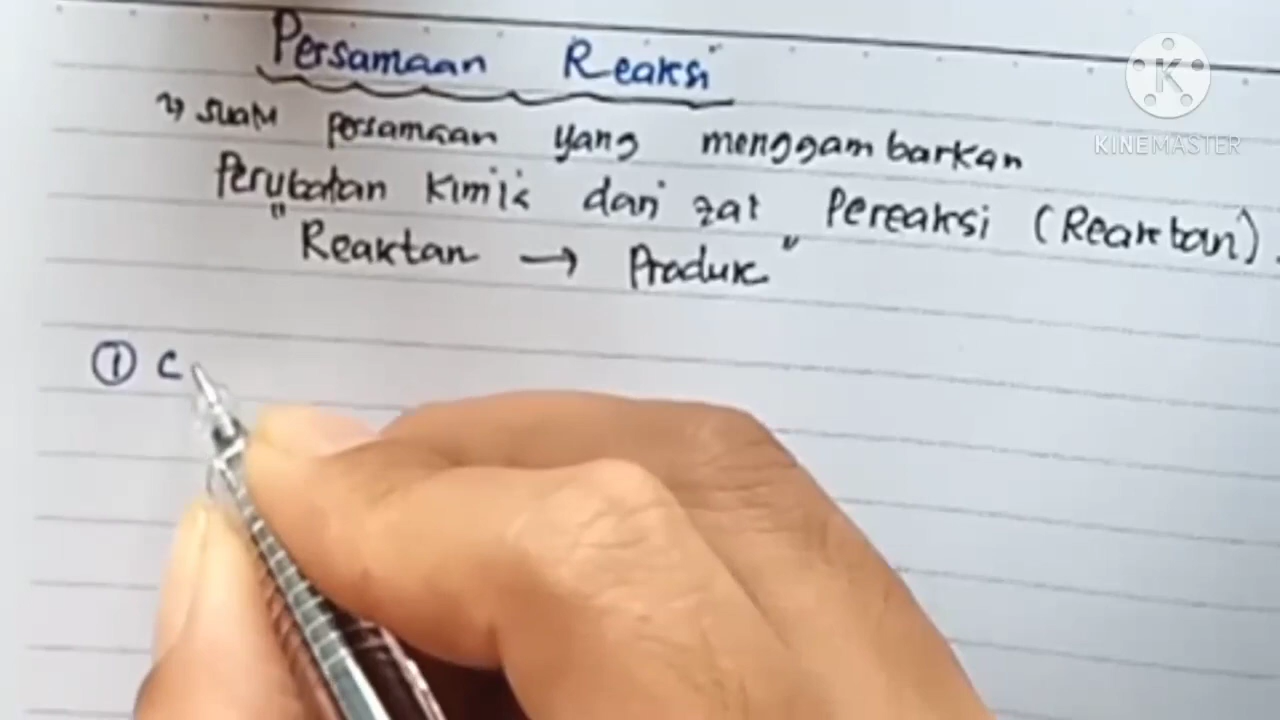 Persamaan Reaksi
suatu persamaan yang menggambarkan
Perubahan kimia dari zat Pereaksi (Reaktan).
"Reaktan → Produk"
① C
KINEMASTER